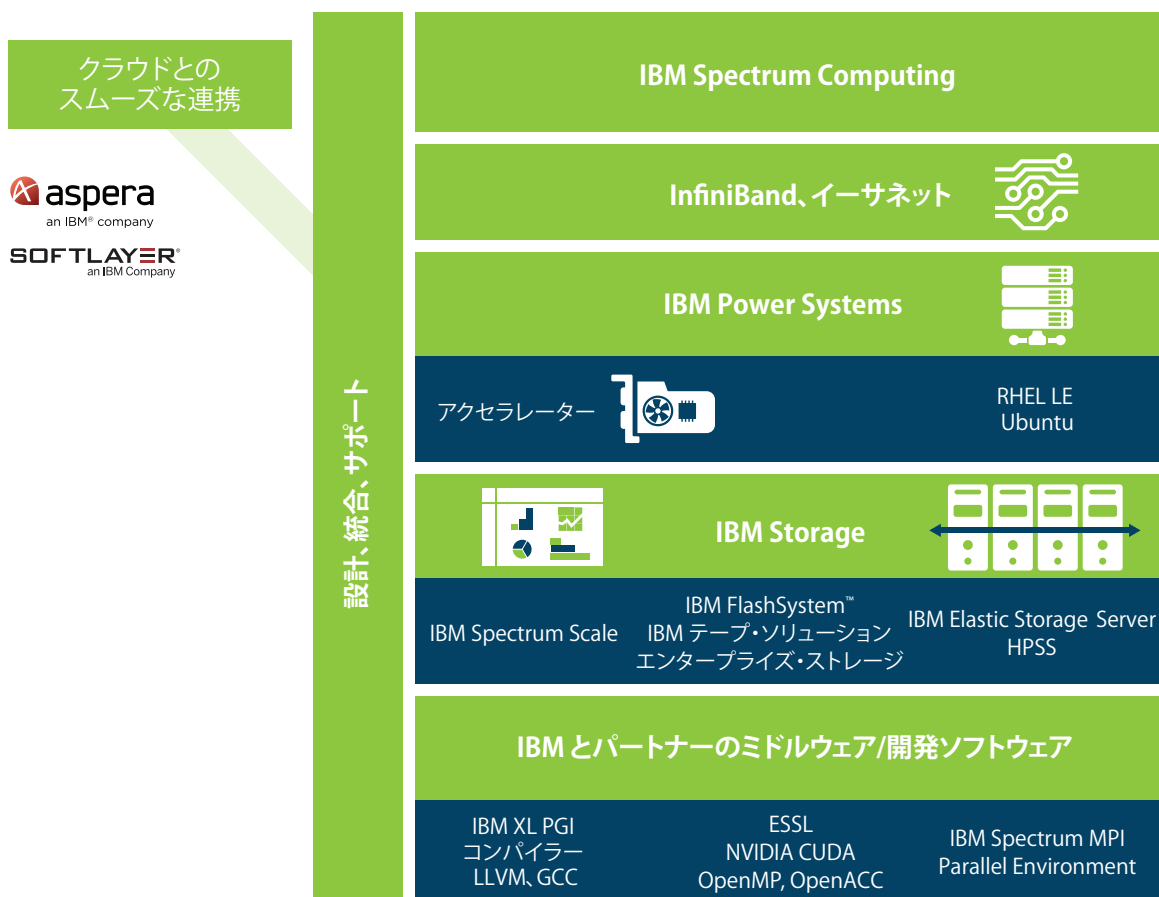 クラウドとの
スムーズな連携
aspera
an IBM® company
SOFTLAYER®
an IBM Company
設計、統合、サポート
IBM Spectrum Computing
InfiniBand、イーサネット
IBM Power Systems
アクセラレーター
RHEL LE
Ubuntu
IBM Storage
IBM Spectrum Scale
IBM FlashSystem™
IBM テープ・ソリューション
エンタープライズ・ストレージ
IBM Elastic Storage Server
HPSS
IBM とパートナーのミドルウェア/開発ソフトウェア
IBM XL PGI
コンパイラー
LLVM、GCC
ESSL
NVIDIA CUDA
OpenMP, OpenACC
IBM Spectrum MPI
Parallel Environment